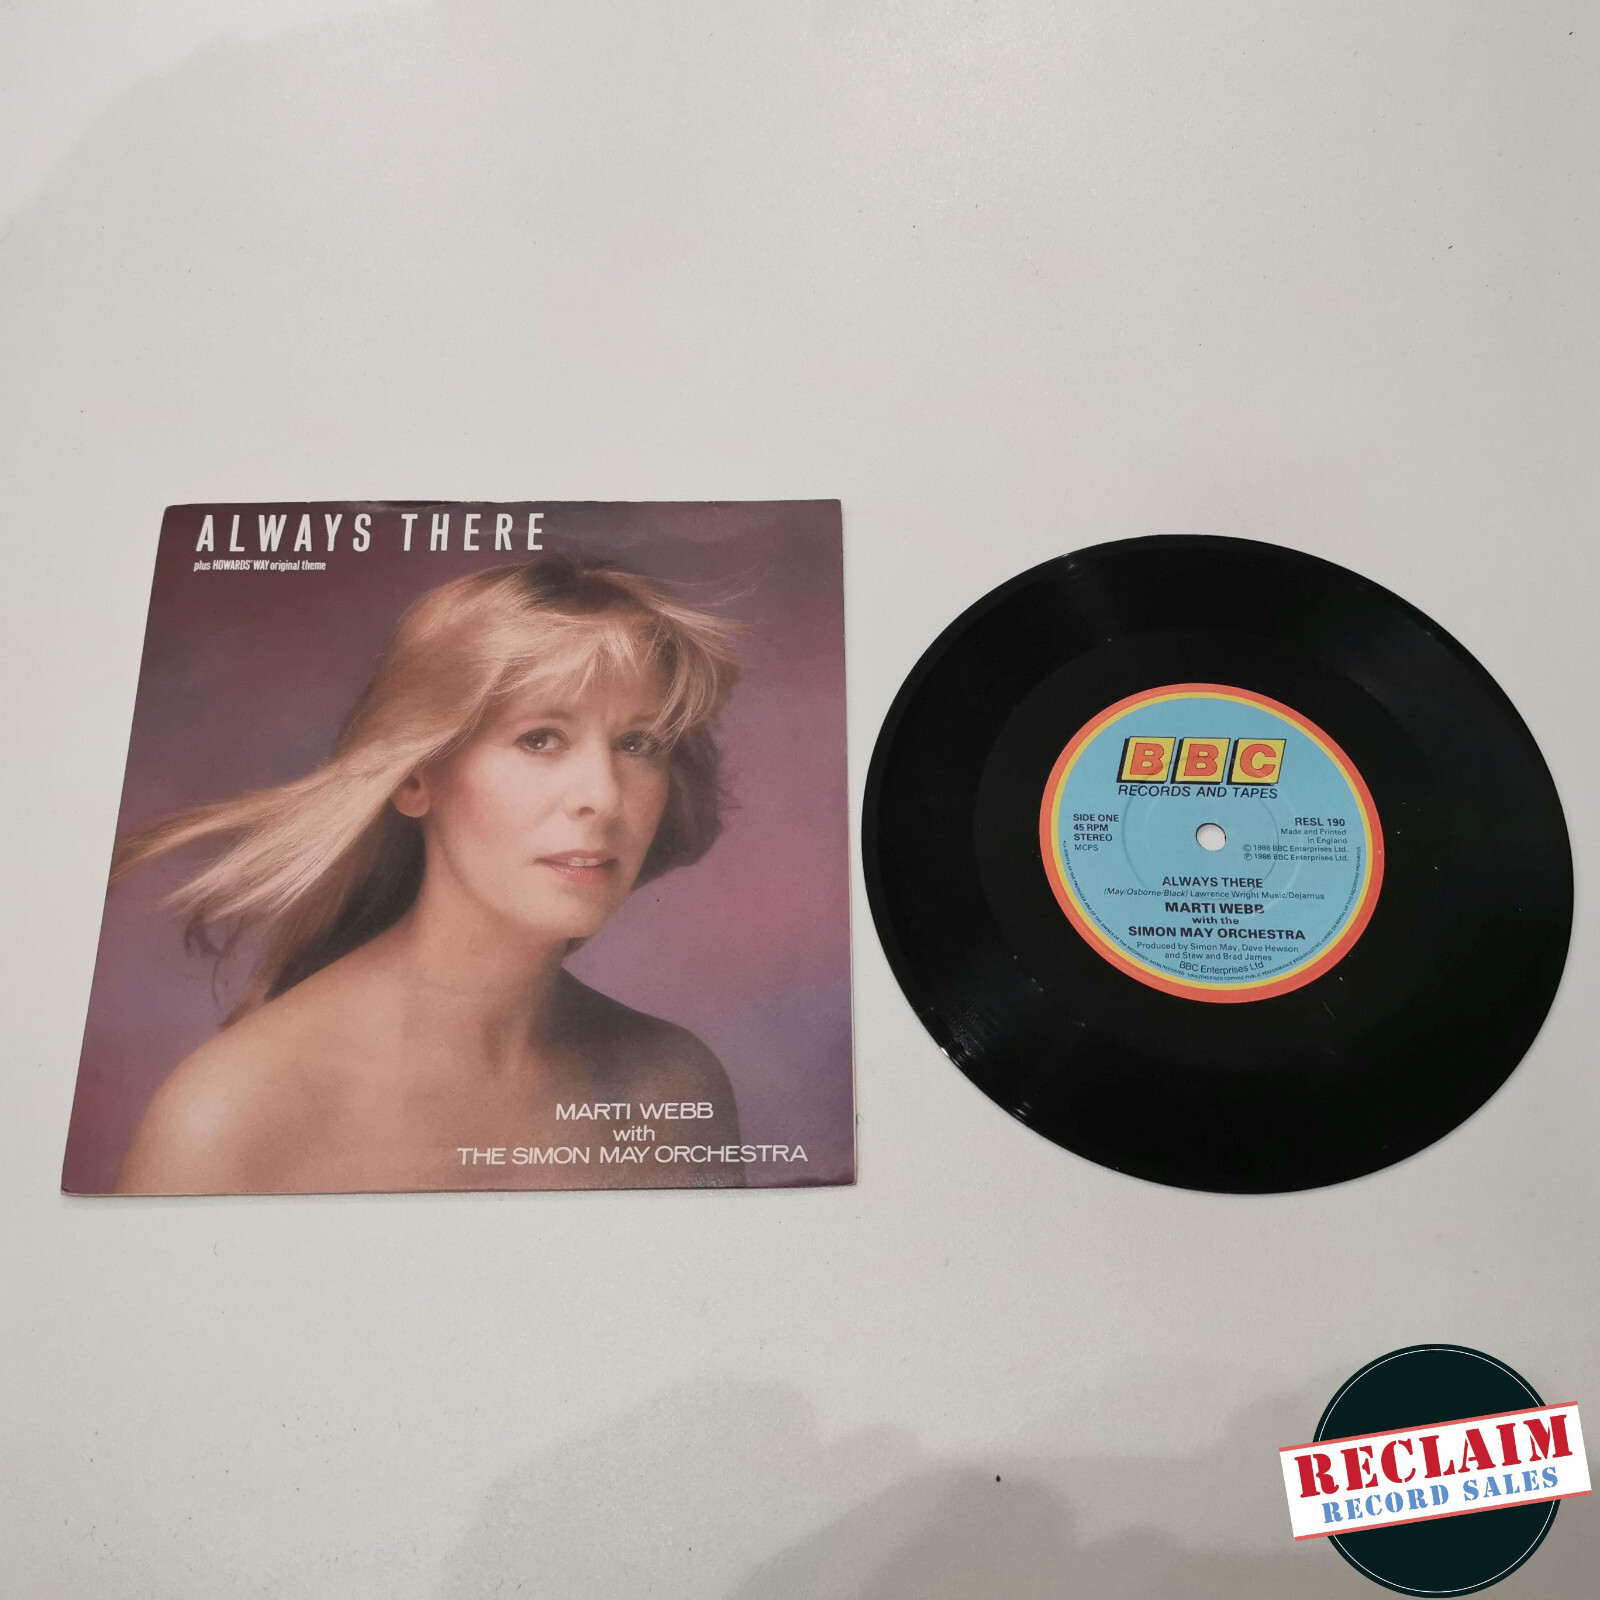 ALWAYS THERE
plus HOWARDS' WAY original theme
MARTI WEBB
with
THE SIMON MAY ORCHESTRA
BBC
RECORDS AND TAPES
SIDE ONE
45 RPM
STEREO
MCPS
RESL 190
Made and Printed
in England
© 1986 BBC Enterprises Ltd.
℗ 1986 BBC Enterprises Ltd.
ALWAYS THERE
(May/Osborne/Black) Lawrence Wright Music/Dejamus
MARTI WEBB
with the
SIMON MAY ORCHESTRA
Produced by Simon May, Dave Hewson
and Stew and Brad James
BBC Enterprises Ltd
RECLAIM
RECORD SALES